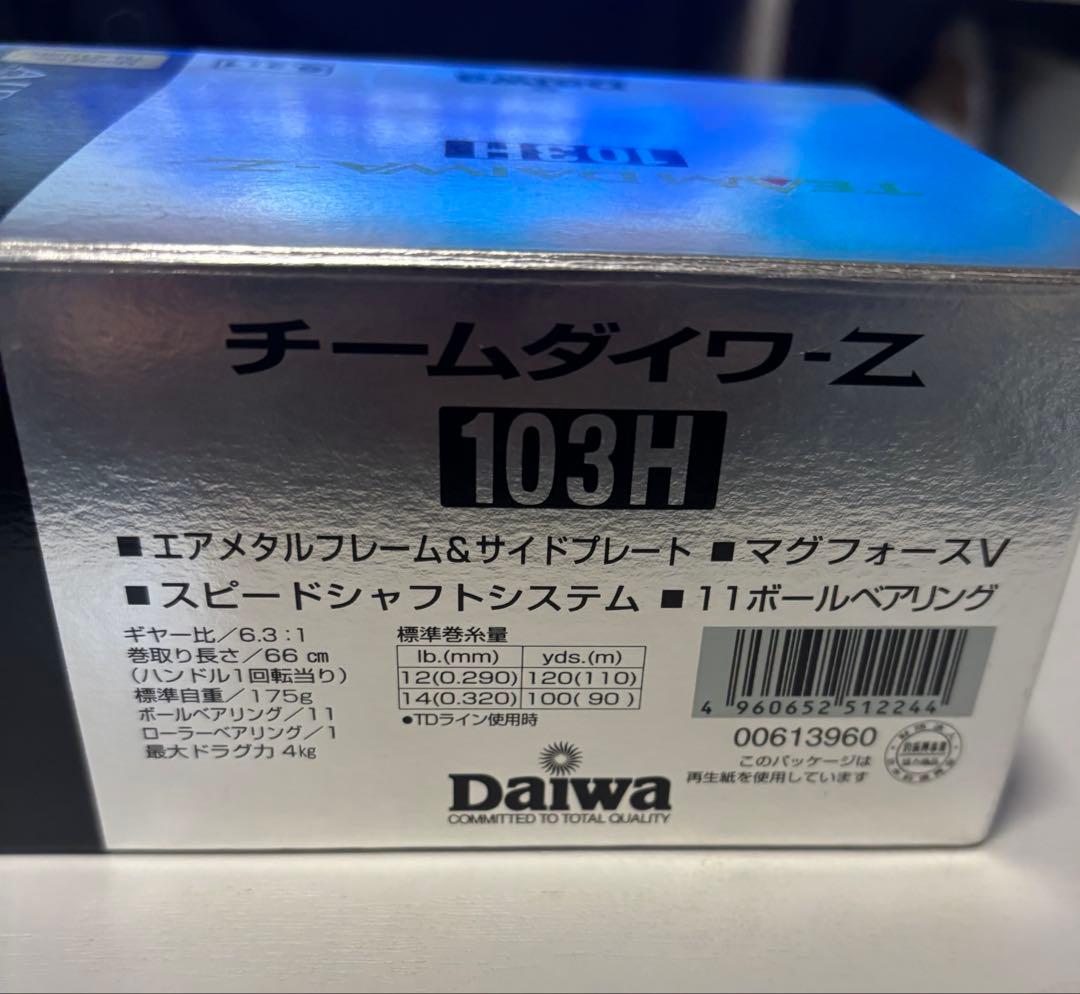 Daiwa
103H
TEAM DAIWA-Z
チームダイワ-Z
103H
■エアメタルフレーム&サイドプレート ■マグフォースV
■スピードシャフトシステム ■11ボールベアリング
ギヤー比/6.3:1
巻取り長さ/66㎝
(ハンドル1回転当り)
標準自重/175g
ボールベアリング/11
ローラーベアリング/1
最大ドラグ力 4㎏
標準巻糸量
lb.(mm) yds.(m)
12(0.290) 120(110)
14(0.320) 100( 90 )
●TDライン使用時
4 960652 512244
00613960
このパッケージは
再生紙を使用しています
Daiwa
COMMITTED TO TOTAL QUALITY